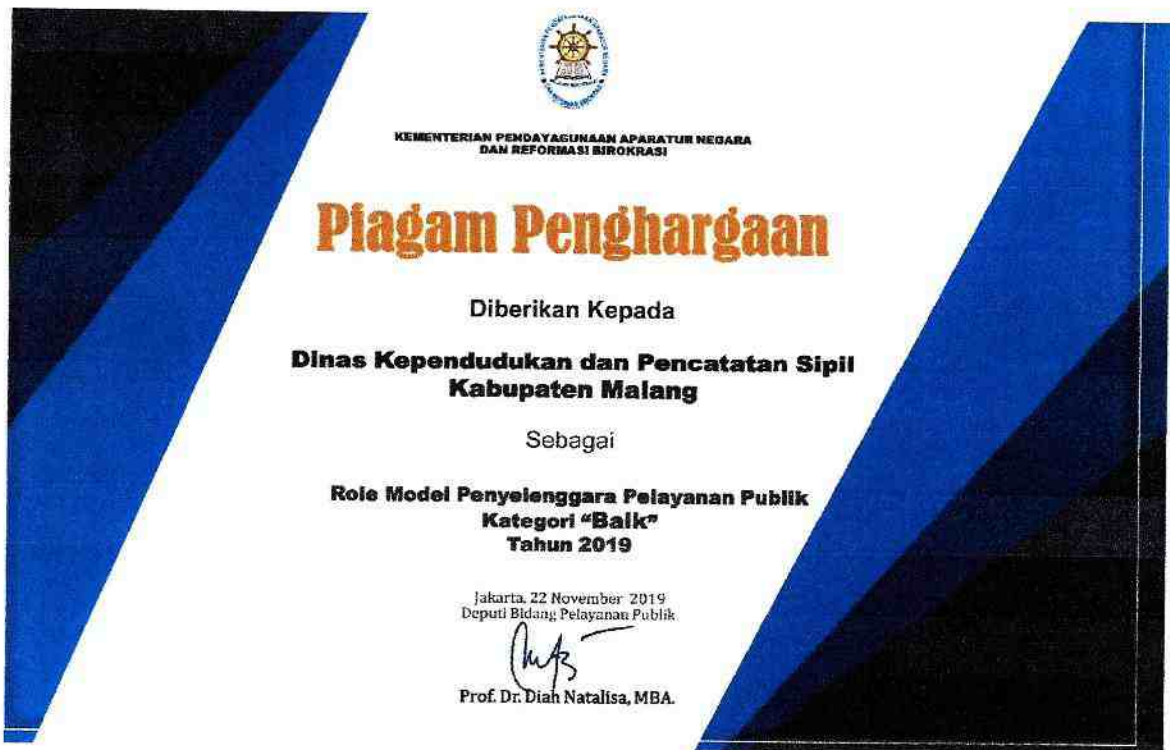 KEMENTERIAN PENDAYAGUNAAN APARATUR NEGARA
DAN REFORMASI BIROKRASI
Piagam Penghargaan
Diberikan Kepada
Dinas Kependudukan dan Pencatatan Sipil
Kabupaten Malang
Sebagai
Role Model Penyelenggara Pelayanan Publik
Kategori “Baik”
Tahun 2019
Jakarta, 22 November 2019
Deputi Bidang Pelayanan Publik
Prof. Dr. Diah Natalisa, MBA.